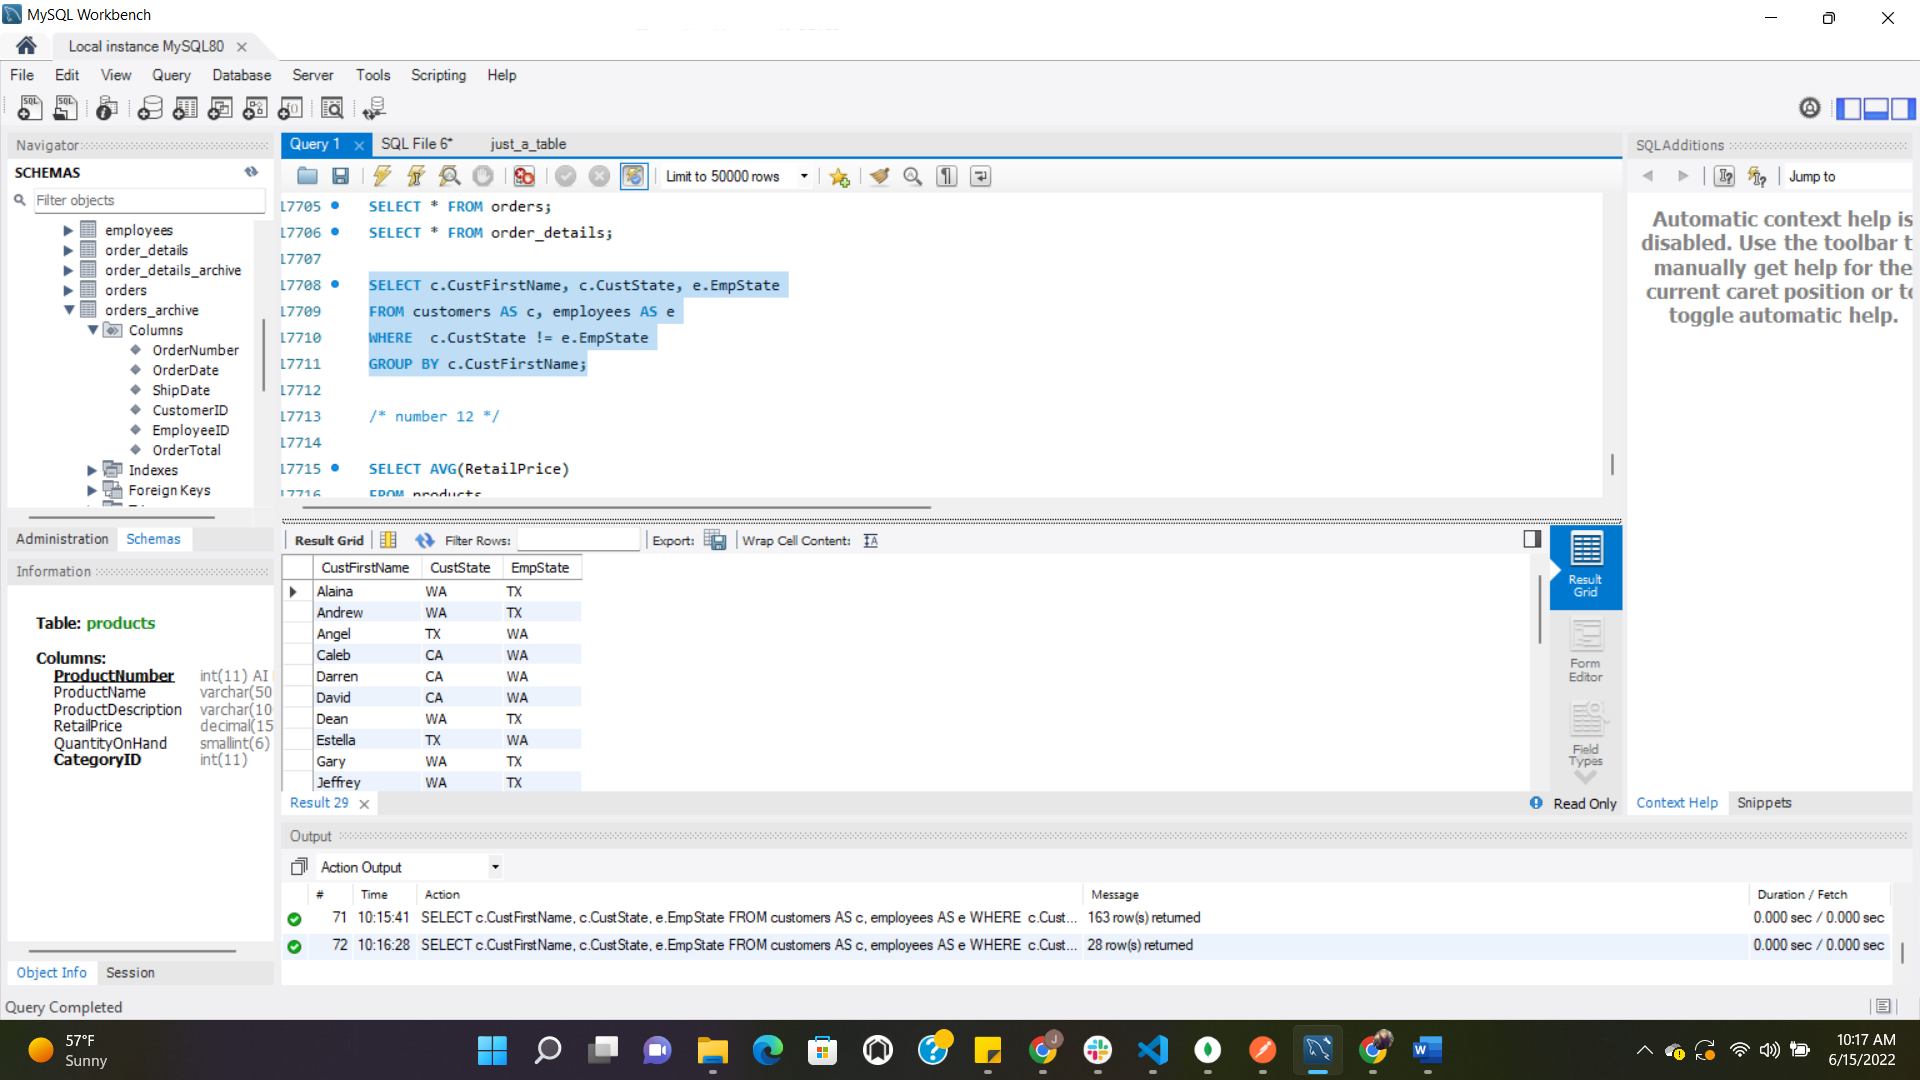 MySQL Workbench
Local instance MySQL80
File Edit View Query Database Server Tools Scripting Help
Navigator
SCHEMAS
Filter objects
employees
order_details
order_details_archive
orders
orders_archive
Columns
OrderNumber
OrderDate
ShipDate
CustomerID
EmployeeID
OrderTotal
Indexes
Foreign Keys
Administration Schemas
Information
Table: products
Columns:
ProductNumber int(11) AI
ProductName varchar(50
ProductDescription varchar(10
RetailPrice decimal(15
QuantityOnHand smallint(6)
CategoryID int(11)
Object Info Session
Query Completed
Query 1 SQL File 6* just_a_table
Limit to 50000 rows
17705 SELECT * FROM orders;
17706 SELECT * FROM order_details;
17707
17708 SELECT c.CustFirstName, c.CustState, e.EmpState
17709 FROM customers AS c, employees AS e
17710 WHERE c.CustState != e.EmpState
17711 GROUP BY c.CustFirstName;
17712
17713 /* number 12 */
17714
17715 SELECT AVG(RetailPrice)
17716 FROM products
Result Grid Filter Rows: Export: Wrap Cell Content:
CustFirstName CustState EmpState
Alaina WA TX
Andrew WA TX
Angel TX WA
Caleb CA WA
Darren CA WA
David CA WA
Dean WA TX
Estella TX WA
Gary WA TX
Jeffrey WA TX
Result Grid
Form Editor
Field Types
Result 29
Read Only
SQLAdditions
Jump to
Automatic context help is
disabled. Use the toolbar t
manually get help for the
current caret position or to
toggle automatic help.
Context Help Snippets
Output
Action Output
# Time Action Message Duration / Fetch
71 10:15:41 SELECT c.CustFirstName, c.CustState, e.EmpState FROM customers AS c, employees AS e WHERE c.Cust... 163 row(s) returned 0.000 sec / 0.000 sec
72 10:16:28 SELECT c.CustFirstName, c.CustState, e.EmpState FROM customers AS c, employees AS e WHERE c.Cust... 28 row(s) returned 0.000 sec / 0.000 sec
57°F
Sunny
10:17 AM
6/15/2022